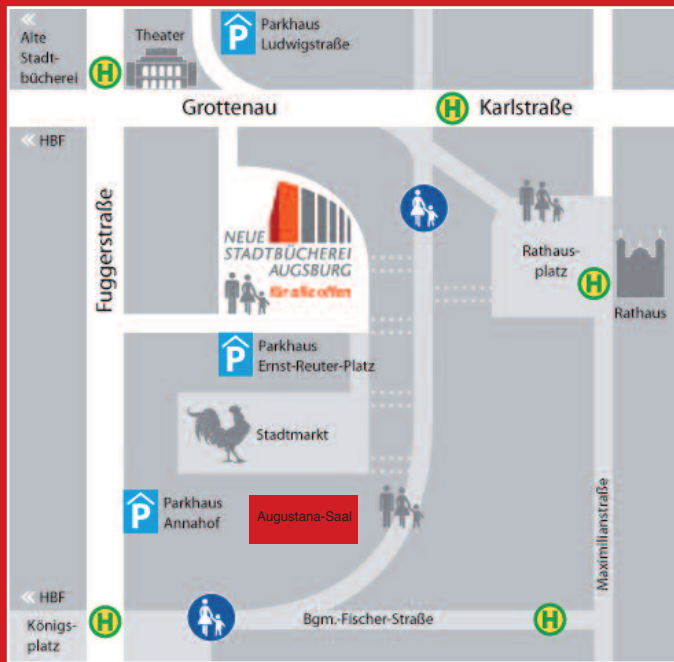 « Alte
Stadt-
bücherei
H
Theater
P
Parkhaus
Ludwigstraße
Grottenau
H
Karlstraße
« HBF
Fuggerstraße
NEUE
STADTBÜCHEREI
AUGSBURG
für alle offen
Rathaus-
platz
H
Rathaus
P
Parkhaus
Ernst-Reuter-Platz
Stadtmarkt
P
Parkhaus
Annahof
Augustana-Saal
Maximilianstraße
« HBF
Königs-
platz
H
Bgm.-Fischer-Straße
H